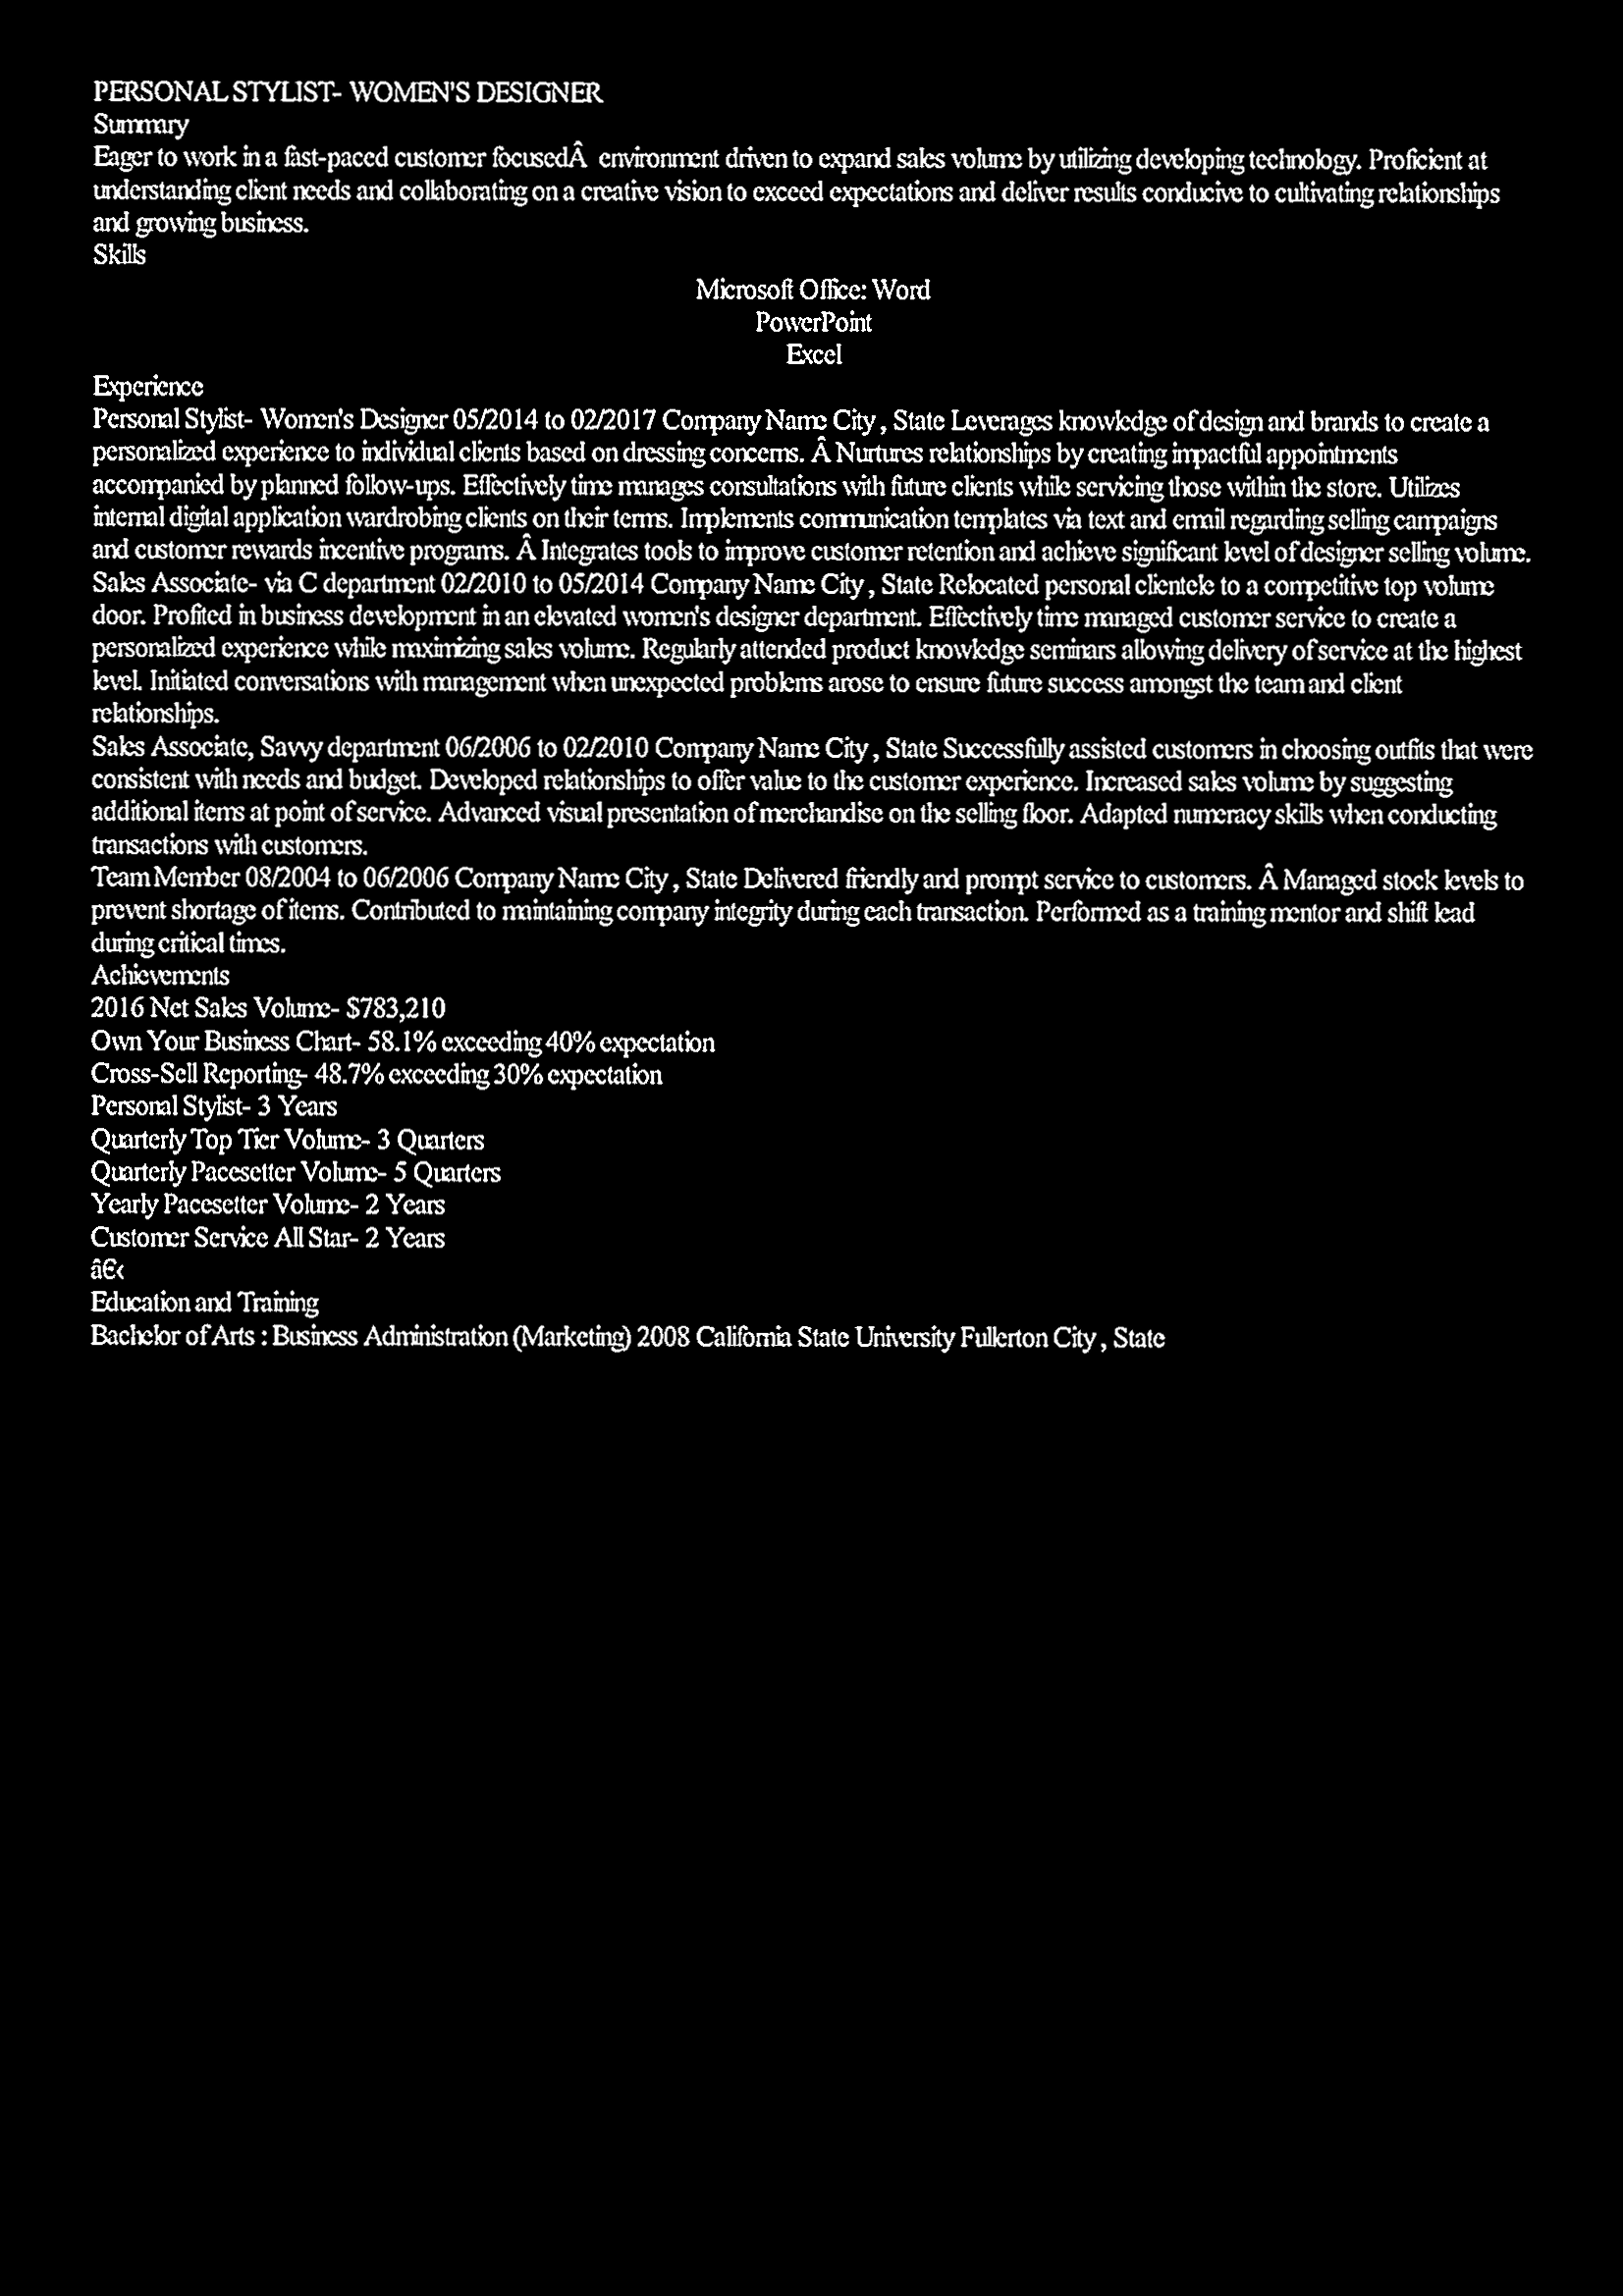 PERSONAL STYLIST- WOMEN'S DESIGNER
Summary
Eager to work in a fast-paced customer focusedÂ  environment driven to expand sales volume by utilizing developing technology. Proficient at
understanding client needs and collaborating on a creative vision to exceed expectations and deliver results conducive to cultivating relationships
and growing business.
Skills
Microsoft Office: Word
PowerPoint
Excel
Experience
Personal Stylist- Women's Designer 05/2014 to 02/2017 Company Name City , State Leverages knowledge of design and brands to create a
personalized experience to individual clients based on dressing concerns. Â Nurtures relationships by creating impactful appointments
accompanied by planned follow-ups. Effectively time manages consultations with future clients while servicing those within the store. Utilizes
internal digital application wardrobing clients on their terms. Implements communication templates via text and email regarding selling campaigns
and customer rewards incentive programs. Â Integrates tools to improve customer retention and achieve significant level of designer selling volume.
Sales Associate- via C department 02/2010 to 05/2014 Company Name City , State Relocated personal clientele to a competitive top volume
door. Profited in business development in an elevated women's designer department. Effectively time managed customer service to create a
personalized experience while maximizing sales volume. Regularly attended product knowledge seminars allowing delivery of service at the highest
level. Initiated conversations with management when unexpected problems arose to ensure future success amongst the team and client
relationships.
Sales Associate, Savvy department 06/2006 to 02/2010 Company Name City , State Successfully assisted customers in choosing outfits that were
consistent with needs and budget. Developed relationships to offer value to the customer experience. Increased sales volume by suggesting
additional items at point of service. Advanced visual presentation of merchandise on the selling floor. Adapted numeracy skills when conducting
transactions with customers.
Team Member 08/2004 to 06/2006 Company Name City , State Delivered friendly and prompt service to customers. Â Managed stock levels to
prevent shortage of items. Contributed to maintaining company integrity during each transaction. Performed as a training mentor and shift lead
during critical times.
Achievements
2016 Net Sales Volume- $783,210
Own Your Business Chart- 58.1% exceeding 40% expectation
Cross-Sell Reporting- 48.7% exceeding 30% expectation
Personal Stylist- 3 Years
Quarterly Top Tier Volume- 3 Quarters
Quarterly Pacesetter Volume- 5 Quarters
Yearly Pacesetter Volume- 2 Years
Customer Service All Star- 2 Years
â€‹
Education and Training
Bachelor of Arts : Business Administration (Marketing) 2008 California State University Fullerton City , State